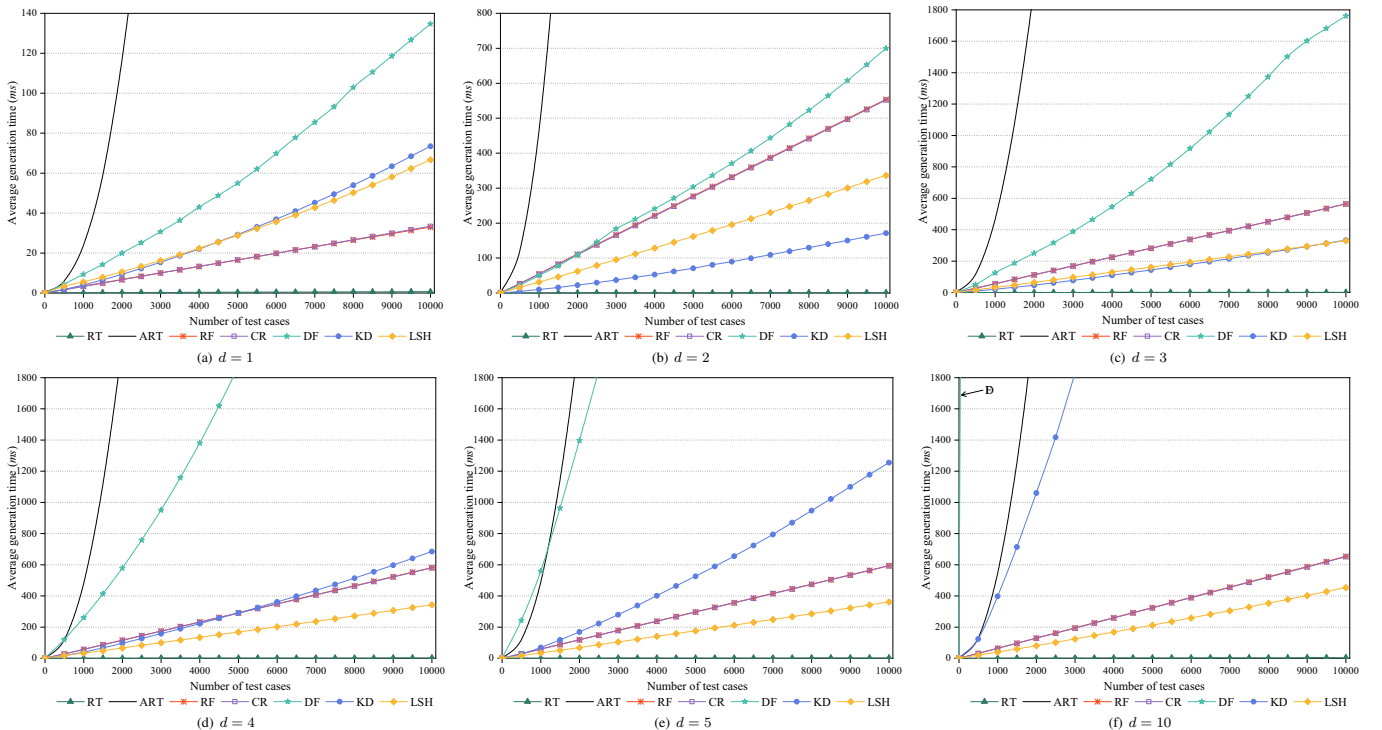 Average generation time (ms)
140
120
100
80
60
40
20
0
0 1000 2000 3000 4000 5000 6000 7000 8000 9000 10000
Number of test cases
RT ART RF CR DF KD LSH
(a) d = 1
Average generation time (ms)
800
700
600
500
400
300
200
100
0
0 1000 2000 3000 4000 5000 6000 7000 8000 9000 10000
Number of test cases
RT ART RF CR DF KD LSH
(b) d = 2
Average generation time (ms)
1800
1600
1400
1200
1000
800
600
400
200
0
0 1000 2000 3000 4000 5000 6000 7000 8000 9000 10000
Number of test cases
RT ART RF CR DF KD LSH
(c) d = 3
Average generation time (ms)
1800
1600
1400
1200
1000
800
600
400
200
0
0 1000 2000 3000 4000 5000 6000 7000 8000 9000 10000
Number of test cases
RT ART RF CR DF KD LSH
(d) d = 4
Average generation time (ms)
1800
1600
1400
1200
1000
800
600
400
200
0
0 1000 2000 3000 4000 5000 6000 7000 8000 9000 10000
Number of test cases
RT ART RF CR DF KD LSH
(e) d = 5
Average generation time (ms)
1800
1600
1400
1200
1000
800
600
400
200
0
0 1000 2000 3000 4000 5000 6000 7000 8000 9000 10000
Number of test cases
RT ART RF CR DF KD LSH
(f) d = 10